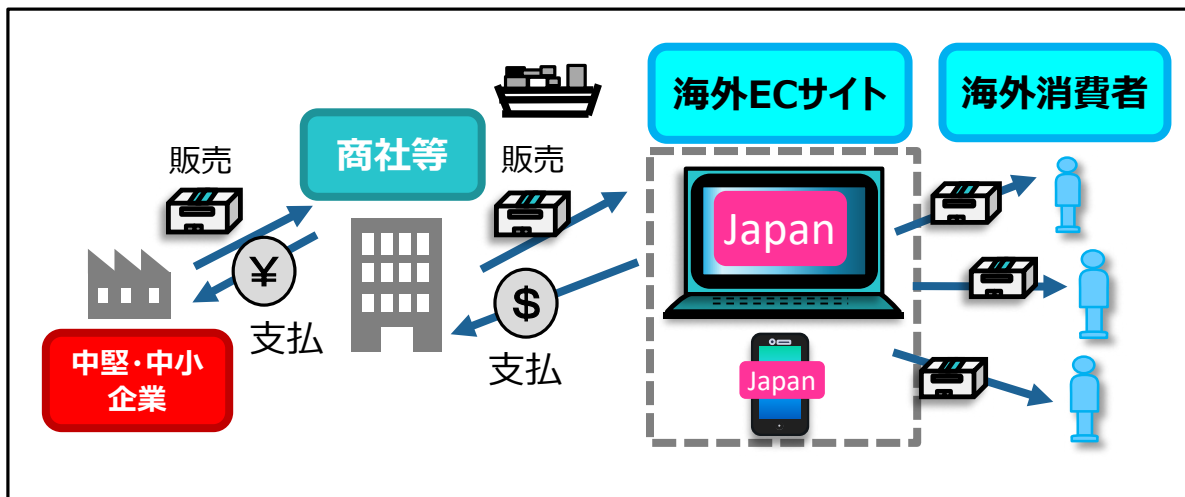 海外ECサイト
海外消費者
商社等
販売
販売
Japan
¥
$
支払
支払
中堅・中小
企業
Japan